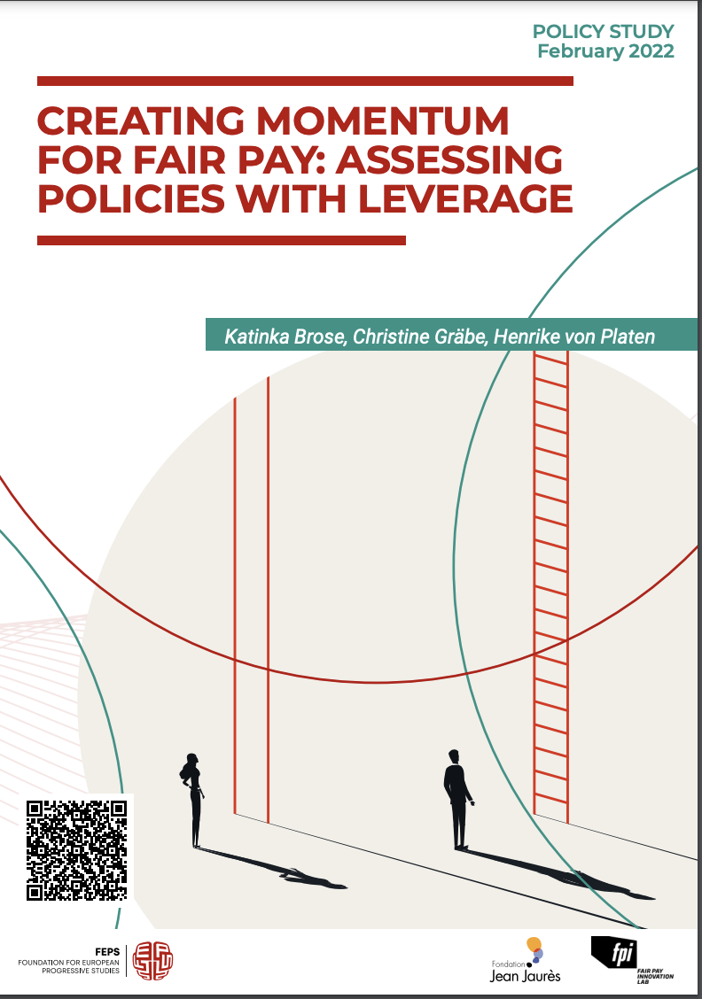 POLICY STUDY
February 2022
CREATING MOMENTUM
FOR FAIR PAY: ASSESSING
POLICIES WITH LEVERAGE
Katinka Brose, Christine Gräbe, Henrike von Platen
FEPS
FOUNDATION FOR EUROPEAN
PROGRESSIVE STUDIES
Fondation
Jean Jaurès
fpi
FAIR PAY
INNOVATION
LAB